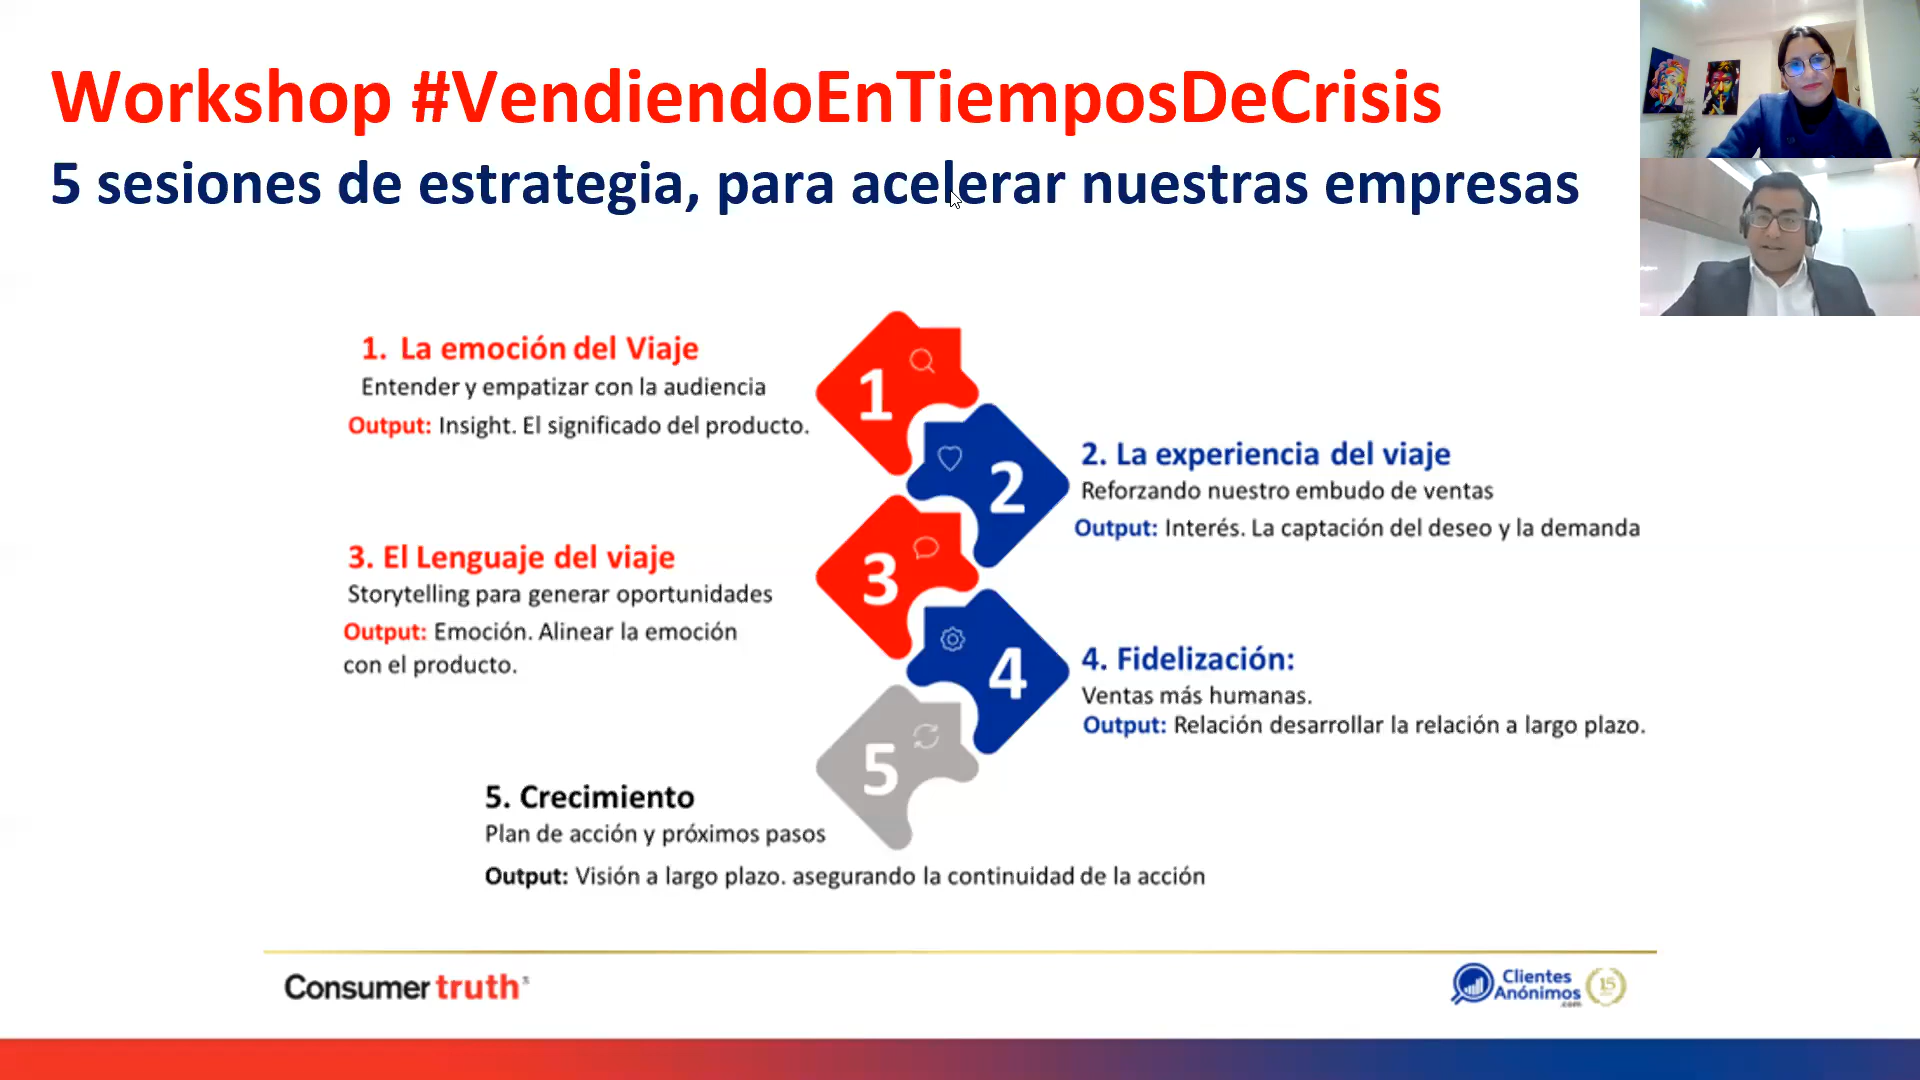 Workshop #VendiendoEnTiemposDeCrisis
5 sesiones de estrategia, para acelerar nuestras empresas
1. La emoción del Viaje
Entender y empatizar con la audiencia
Output: Insight. El significado del producto.
1
2. La experiencia del viaje
Reforzando nuestro embudo de ventas
Output: Interés. La captación del deseo y la demanda
2
3. El Lenguaje del viaje
Storytelling para generar oportunidades
Output: Emoción. Alinear la emoción
con el producto.
3
4. Fidelización:
Ventas más humanas.
Output: Relación desarrollar la relación a largo plazo.
4
5. Crecimiento
Plan de acción y próximos pasos
Output: Visión a largo plazo. asegurando la continuidad de la acción
5
Consumer truth
Clientes
Anónimos
.com
15